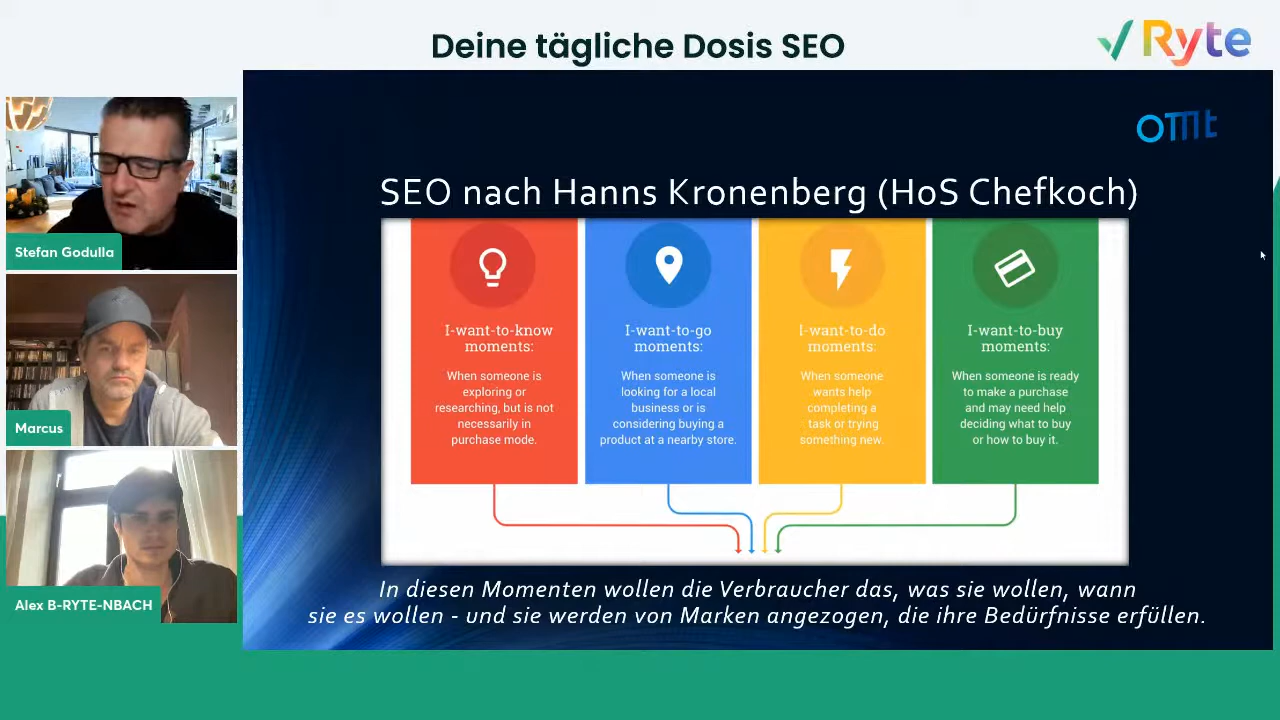 Deine tägliche Dosis SEO
Ryte
OMT
Stefan Godulla
Marcus
Alex B-RYTE-NBACH
SEO nach Hanns Kronenberg (HoS Chefkoch)
I-want-to-know
moments:
When someone is
exploring or
researching, but is not
necessarily in
purchase mode.
I-want-to-go
moments:
When someone is
looking for a local
business or is
considering buying a
product at a nearby store.
I-want-to-do
moments:
When someone
wants help
completing a
task or trying
something new.
I-want-to-buy
moments:
When someone is ready
to make a purchase
and may need help
deciding what to buy
or how to buy it.
In diesen Momenten wollen die Verbraucher das, was sie wollen, wann
sie es wollen - und sie werden von Marken angezogen, die ihre Bedürfnisse erfüllen.